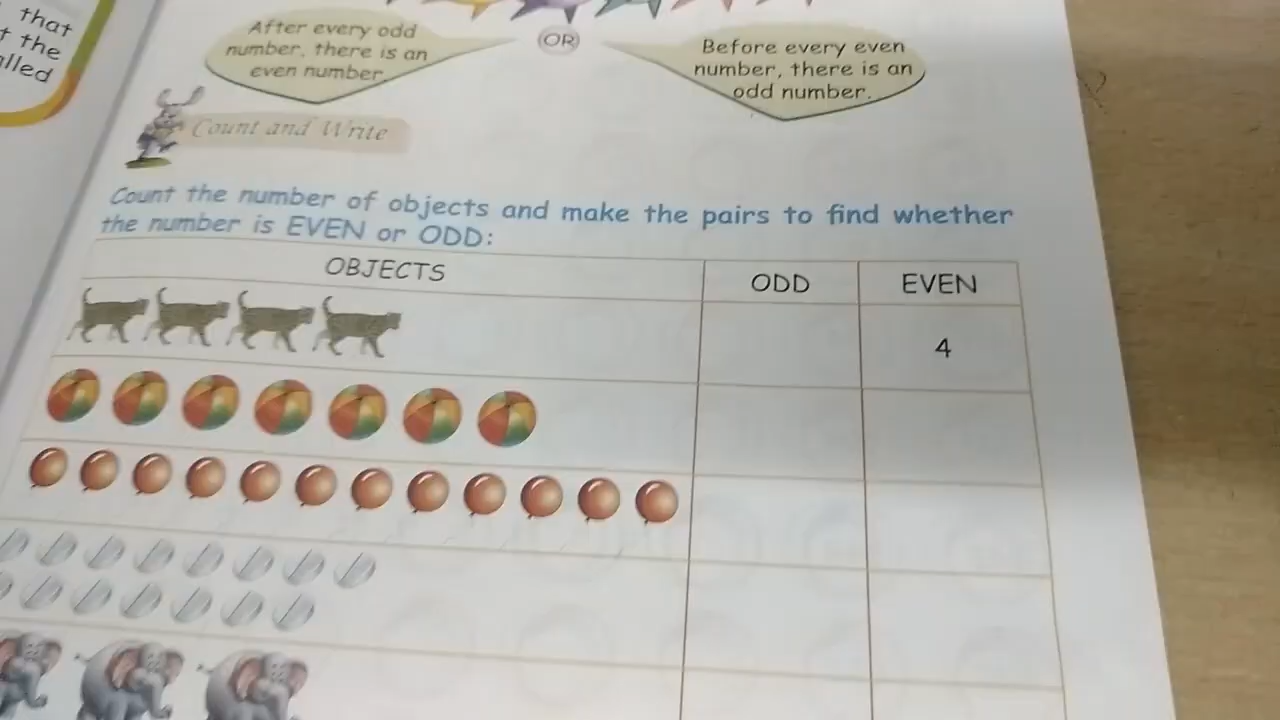 that
the
After every odd
number, there is an
even number.
OR
Before every even
number, there is an
odd number.
Count and Write
Count the number of objects and make the pairs to find whether
the number is EVEN or ODD:
OBJECTS
ODD
EVEN
4